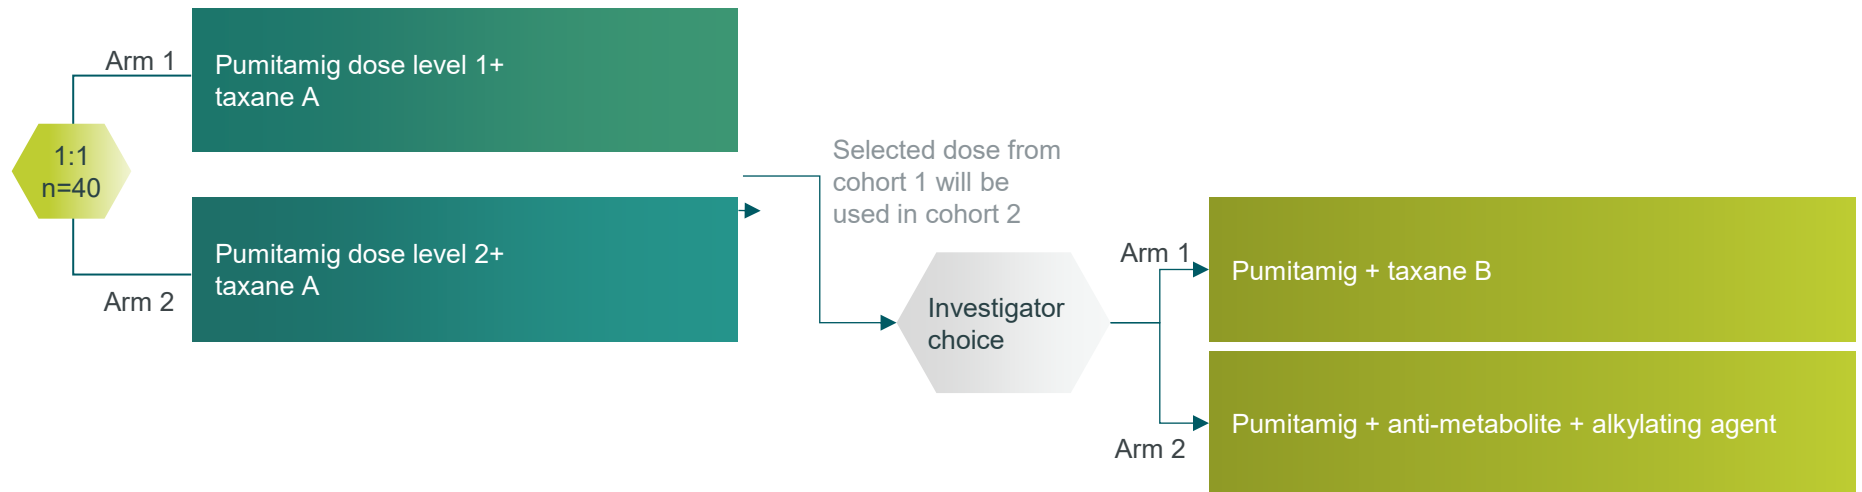 Arm 1
Pumitamig dose level 1+
taxane A
1:1
n=40
Pumitamig dose level 2+
taxane A
Arm 2
Selected dose from
cohort 1 will be
used in cohort 2
Investigator
choice
Arm 1
Pumitamig + taxane B
Pumitamig + anti-metabolite + alkylating agent
Arm 2